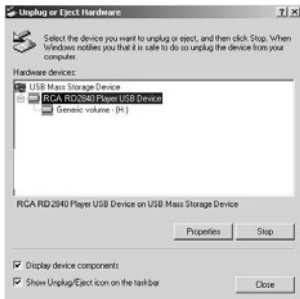 Unplug or Eject Hardware
Select the device you want to unplug or eject, and then click Stop. When
Windows notifies you that it is safe to do so unplug the device from your
computer.
Hardware devices:
USB Mass Storage Device
RCA RD2840 Player USB Device
Generic volume - (H:)
RCA RD2840 Player USB Device on USB Mass Storage Device
Properties
Stop
Display device components
Show Unplug/Eject icon on the taskbar
Close